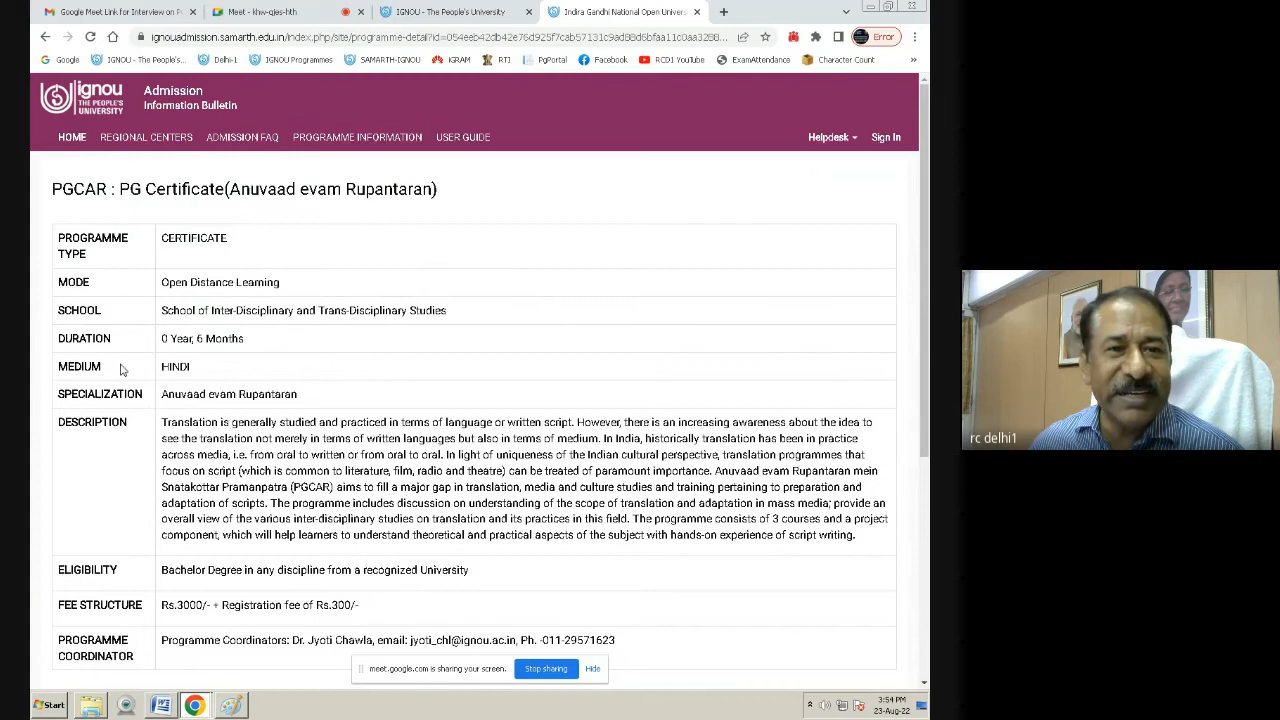 Google Meet Link for Interview on P
Meet - khw-qjes-hth
IGNOU - The People's University
Indira Gandhi National Open Univers
ignouadmission.samarth.edu.in/index.php/site/programme-detail?id=054eeb42db42e76d925f7cab57131c9ad88d6bfaa11c0aa3288...
Error
Google
IGNOU - The People's...
Delhi-1
IGNOU Programmes
SAMARTH-IGNOU
iGRAM
RTI
PgPortal
Facebook
RCD1 YouTube
ExamAttendance
Character Count
ignou
THE PEOPLE'S
UNIVERSITY
Admission
Information Bulletin
HOME REGIONAL CENTERS ADMISSION FAQ PROGRAMME INFORMATION USER GUIDE Helpdesk Sign In
PGCAR : PG Certificate(Anuvaad evam Rupantaran)
PROGRAMME TYPE CERTIFICATE
MODE Open Distance Learning
SCHOOL School of Inter-Disciplinary and Trans-Disciplinary Studies
DURATION 0 Year, 6 Months
MEDIUM HINDI
SPECIALIZATION Anuvaad evam Rupantaran
DESCRIPTION Translation is generally studied and practiced in terms of language or written script. However, there is an increasing awareness about the idea to
see the translation not merely in terms of written languages but also in terms of medium. In India, historically translation has been in practice
across media, i.e. from oral to written or from oral to oral. In light of uniqueness of the Indian cultural perspective, translation programmes that
focus on script (which is common to literature, film, radio and theatre) can be treated of paramount importance. Anuvaad evam Rupantaran mein
Snatakottar Pramanpatra (PGCAR) aims to fill a major gap in translation, media and culture studies and training pertaining to preparation and
adaptation of scripts. The programme includes discussion on understanding of the scope of translation and adaptation in mass media; provide an
overall view of the various inter-disciplinary studies on translation and its practices in this field. The programme consists of 3 courses and a project
component, which will help learners to understand theoretical and practical aspects of the subject with hands-on experience of script writing.
ELIGIBILITY Bachelor Degree in any discipline from a recognized University
FEE STRUCTURE Rs.3000/- + Registration fee of Rs.300/-
PROGRAMME COORDINATOR Programme Coordinators: Dr. Jyoti Chawla, email: jyoti_chl@ignou.ac.in, Ph. -011-29571623
meet.google.com is sharing your screen. Stop sharing Hide
Start
3:54 PM
23-Aug-22
rc delhi1